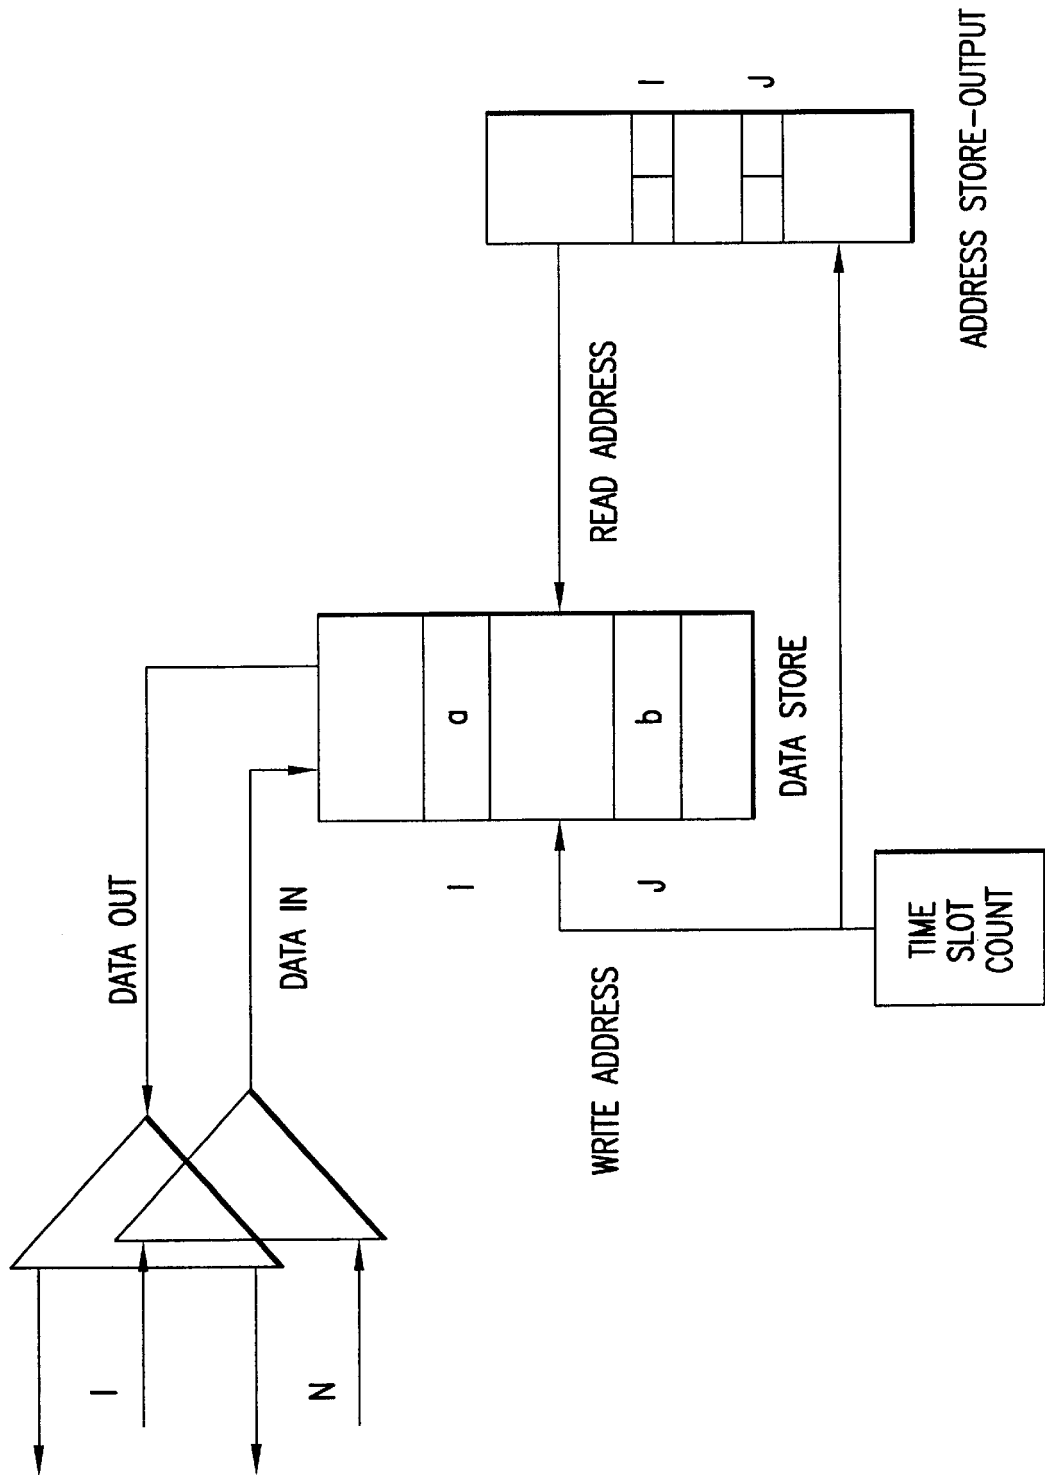 I
DATA OUT
DATA IN
N
I
a
WRITE ADDRESS
READ ADDRESS
J
b
I
J
DATA STORE
TIME
SLOT
COUNT
ADDRESS STORE-OUTPUT